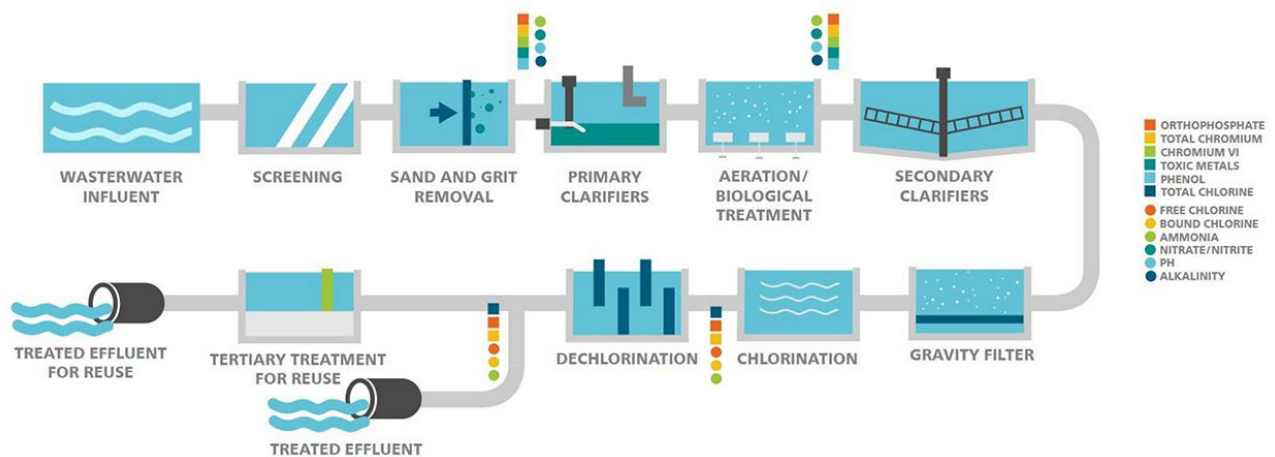 WASTERWATER
INFLUENT
SCREENING
SAND AND GRIT
REMOVAL
PRIMARY
CLARIFIERS
AERATION/
BIOLOGICAL
TREATMENT
SECONDARY
CLARIFIERS
ORTHOPHOSPHATE
TOTAL CHROMIUM
CHROMIUM VI
TOXIC METALS
PHENOL
TOTAL CHLORINE
FREE CHLORINE
BOUND CHLORINE
AMMONIA
NITRATE/NITRITE
PH
ALKALINITY
TREATED EFFLUENT
FOR REUSE
TERTIARY TREATMENT
FOR REUSE
DECHLORINATION
CHLORINATION
GRAVITY FILTER
TREATED EFFLUENT